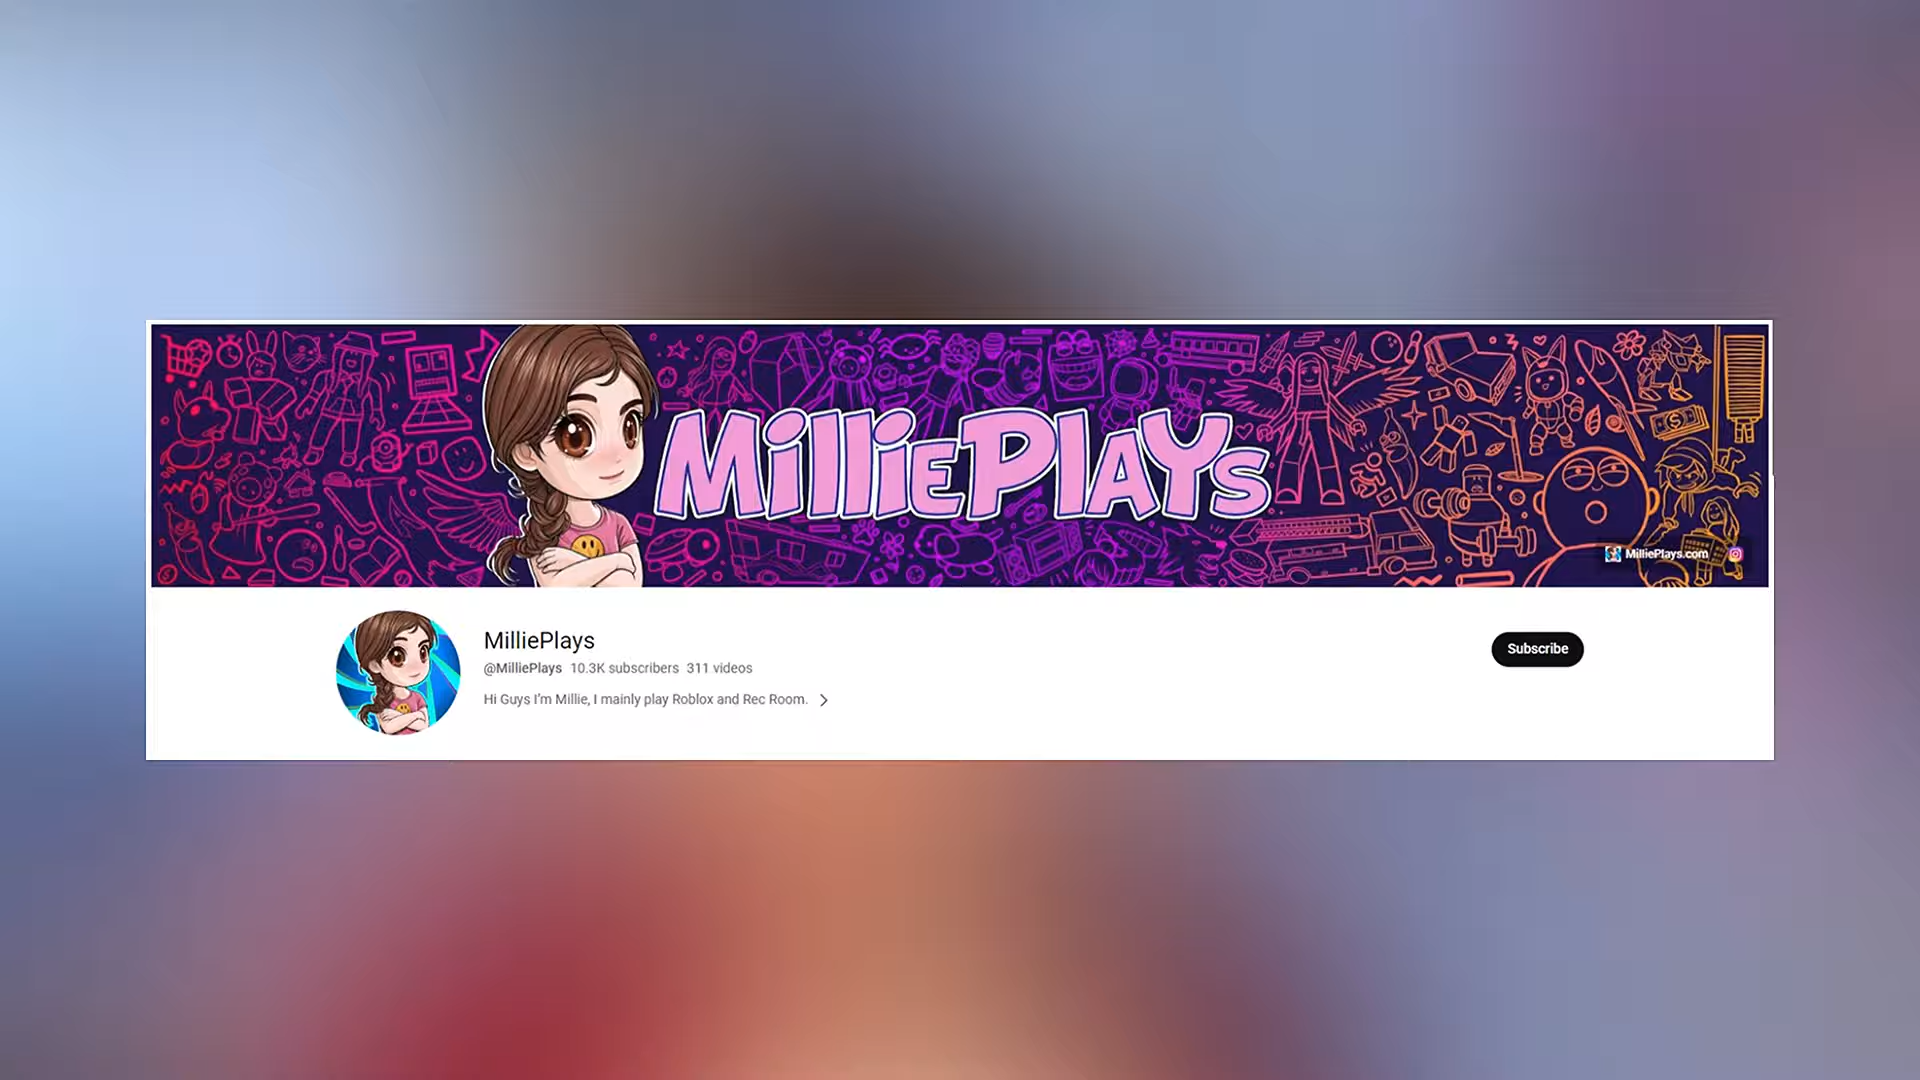 MilliePlays
MilliePlays.com
MilliePlays
@MilliePlays 10.3K subscribers 311 videos
Hi Guys I'm Millie, I mainly play Roblox and Rec Room.
Subscribe